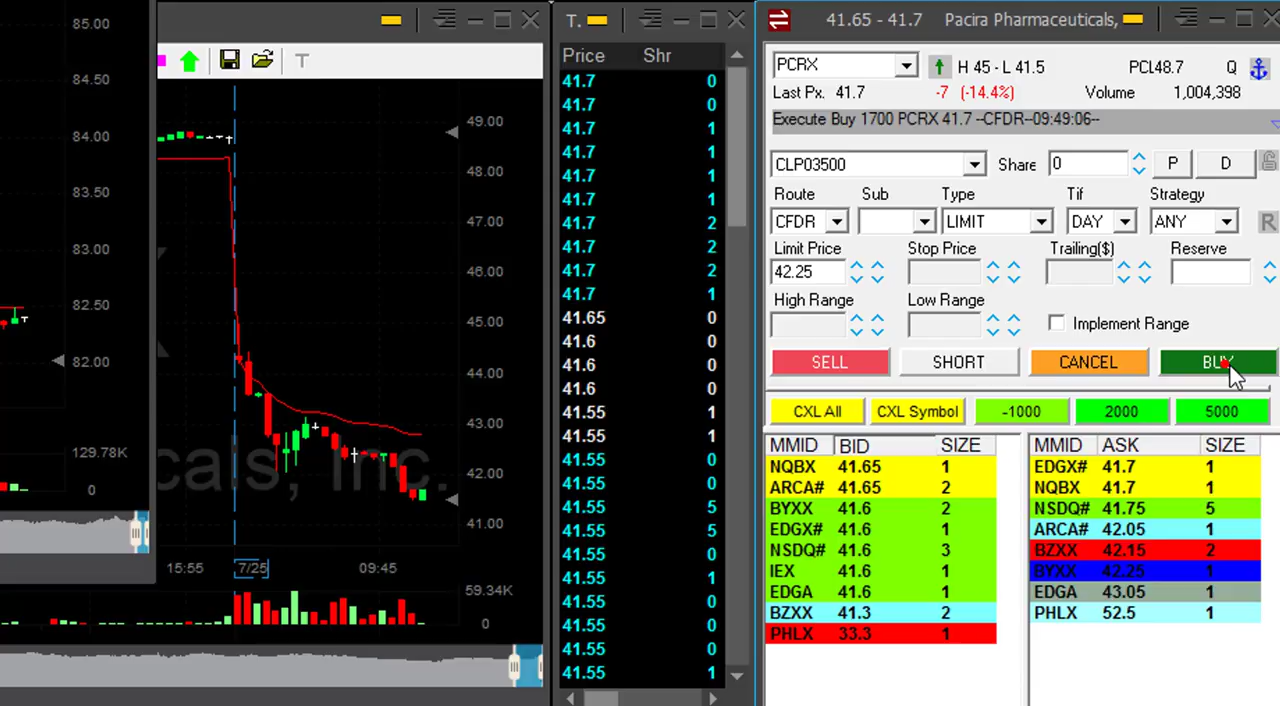 85.00
84.50
84.00
83.50
83.00
82.50
82.00
129.78K
0
T
49.00
48.00
47.00
46.00
45.00
44.00
43.00
42.00
41.00
cals, Inc.
15:55 7/25 09:45
59.34K
0
T.
Price Shr
41.7 0
41.7 0
41.7 1
41.7 1
41.7 1
41.7 1
41.7 2
41.7 2
41.7 2
41.7 1
41.65 0
41.6 0
41.6 0
41.6 0
41.55 1
41.55 1
41.55 0
41.55 0
41.55 5
41.55 5
41.55 0
41.55 1
41.55 0
41.55 0
41.55 0
41.55 1
41.65 - 41.7 Pacira Pharmaceuticals,
PCRX H 45 - L 41.5 PCL48.7 Q
Last Px. 41.7 -7 (-14.4%) Volume 1,004,398
Execute Buy 1700 PCRX 41.7 --CFDR--09:49:06--
CLP03500 Share 0 P D
Route Sub Type Tif Strategy
CFDR LIMIT DAY ANY R
Limit Price Stop Price Trailing($) Reserve
42.25
High Range Low Range
Implement Range
SELL SHORT CANCEL BUY
CXL All CXL Symbol -1000 2000 5000
MMID BID SIZE MMID ASK SIZE
NQBX 41.65 1 EDGX# 41.7 1
ARCA# 41.65 2 NQBX 41.7 1
BYXX 41.6 2 NSDQ# 41.75 5
EDGX# 41.6 1 ARCA# 42.05 1
NSDQ# 41.6 3 BZXX 42.15 2
IEX 41.6 1 BYXX 42.25 1
EDGA 41.6 1 EDGA 43.05 1
BZXX 41.3 2 PHLX 52.5 1
PHLX 33.3 1